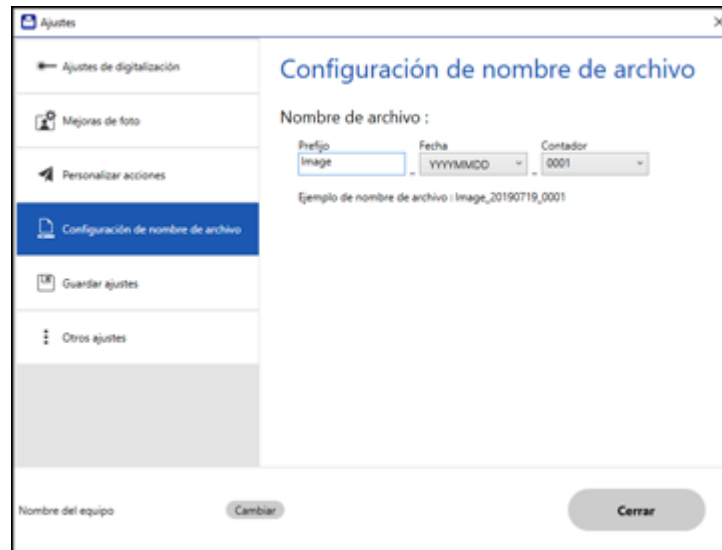 Ajustes
Ajustes de digitalización
Mejoras de foto
Personalizar acciones
Configuración de nombre de archivo
Guardar ajustes
Otros ajustes
Configuración de nombre de archivo
Nombre de archivo :
Prefijo Fecha Contador
Image _ YYYYMMDD _ 0001
Ejemplo de nombre de archivo : Image_20190719_0001
Nombre del equipo Cambiar Cerrar